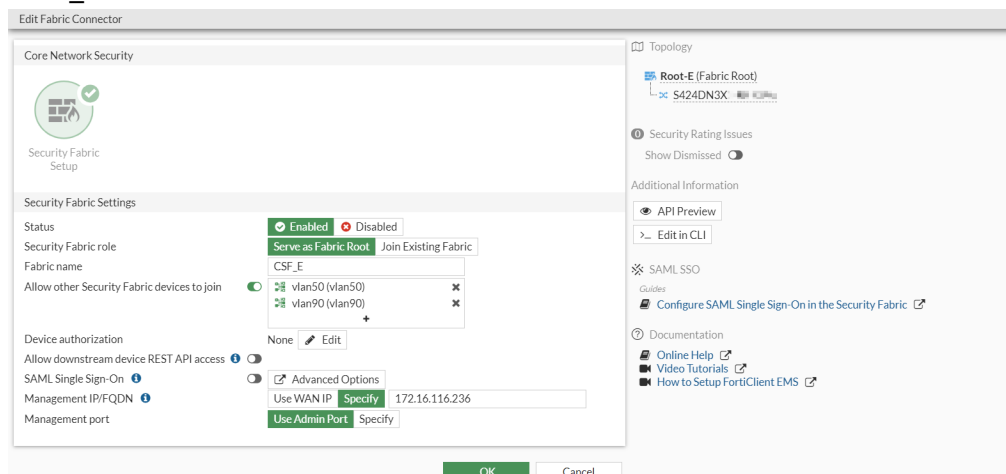 Edit Fabric Connector
Core Network Security
Security Fabric
Setup
Security Fabric Settings
Status Enabled Disabled
Security Fabric role Serve as Fabric Root Join Existing Fabric
Fabric name CSF_E
Allow other Security Fabric devices to join vlan50 (vlan50)
vlan90 (vlan90)
+
Device authorization None Edit
Allow downstream device REST API access
SAML Single Sign-On Advanced Options
Management IP/FQDN Use WAN IP Specify 172.16.116.236
Management port Use Admin Port Specify
OK Cancel
Topology
Root-E (Fabric Root)
S424DN3X
0 Security Rating Issues
Show Dismissed
Additional Information
API Preview
>_ Edit in CLI
SAML SSO
Guides
Configure SAML Single Sign-On in the Security Fabric
Documentation
Online Help
Video Tutorials
How to Setup FortiClient EMS